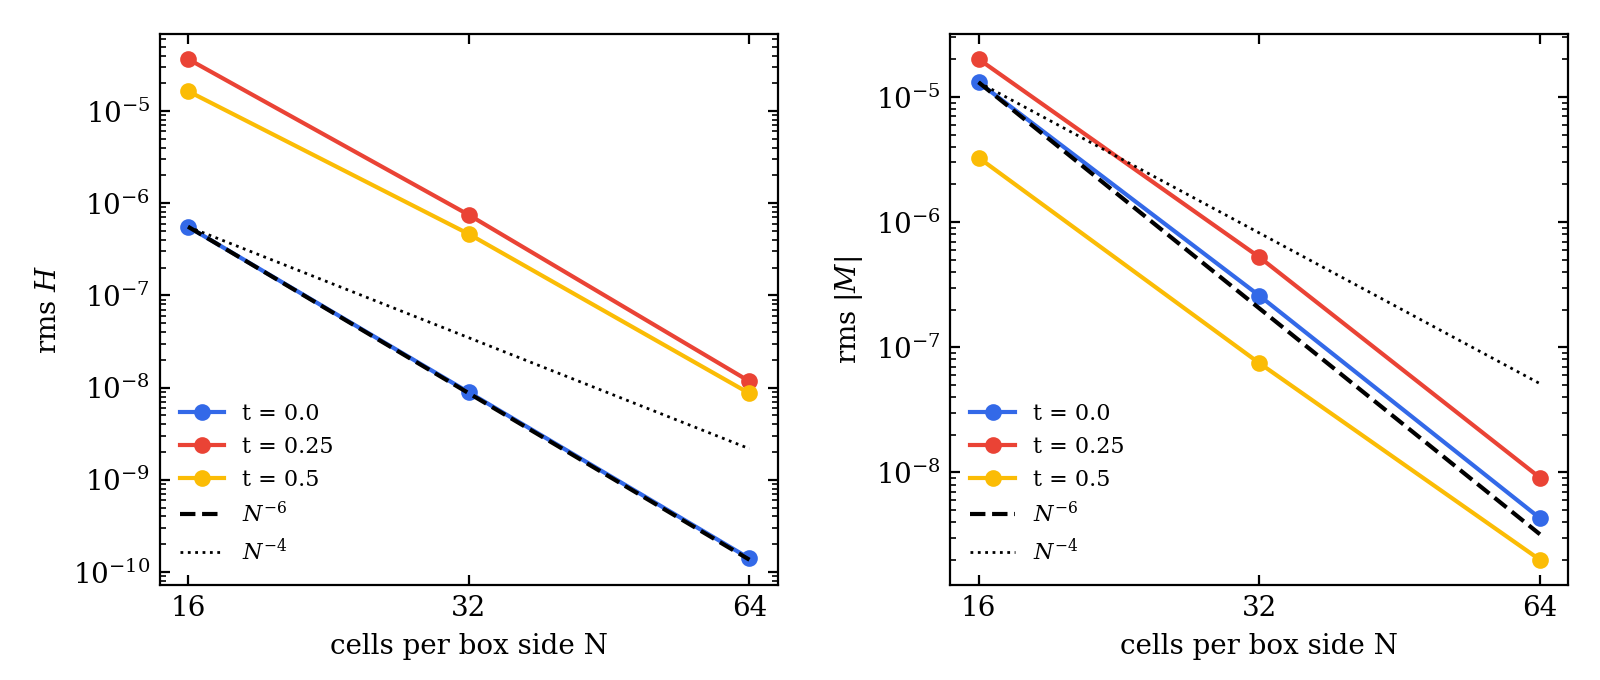 rms H
10⁻⁵
10⁻⁶
10⁻⁷
10⁻⁸
10⁻⁹
10⁻¹⁰
t = 0.0
t = 0.25
t = 0.5
N⁻⁶
N⁻⁴
16 32 64
cells per box side N
rms |M|
10⁻⁵
10⁻⁶
10⁻⁷
10⁻⁸
t = 0.0
t = 0.25
t = 0.5
N⁻⁶
N⁻⁴
16 32 64
cells per box side N